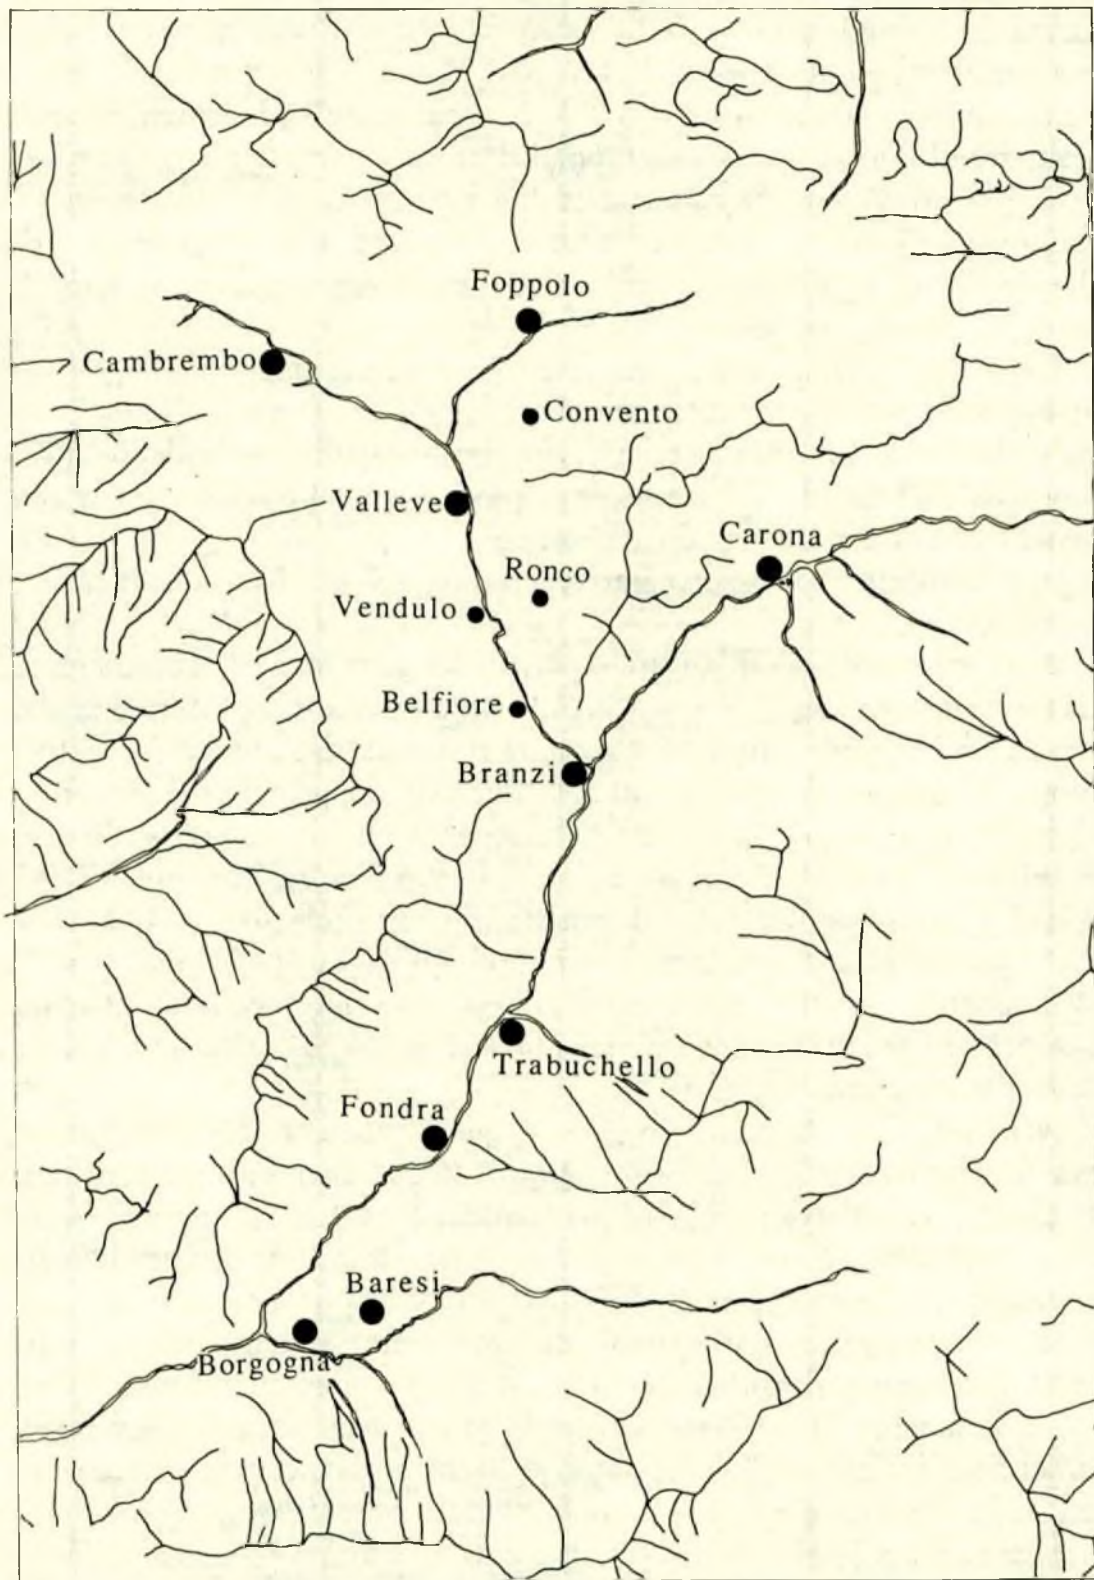 Foppolo
Cambrembo
Convento
Valleve
Carona
Ronco
Vendulo
Belfiore
Branzi
Trabuchello
Fondra
Baresi
Borgogna